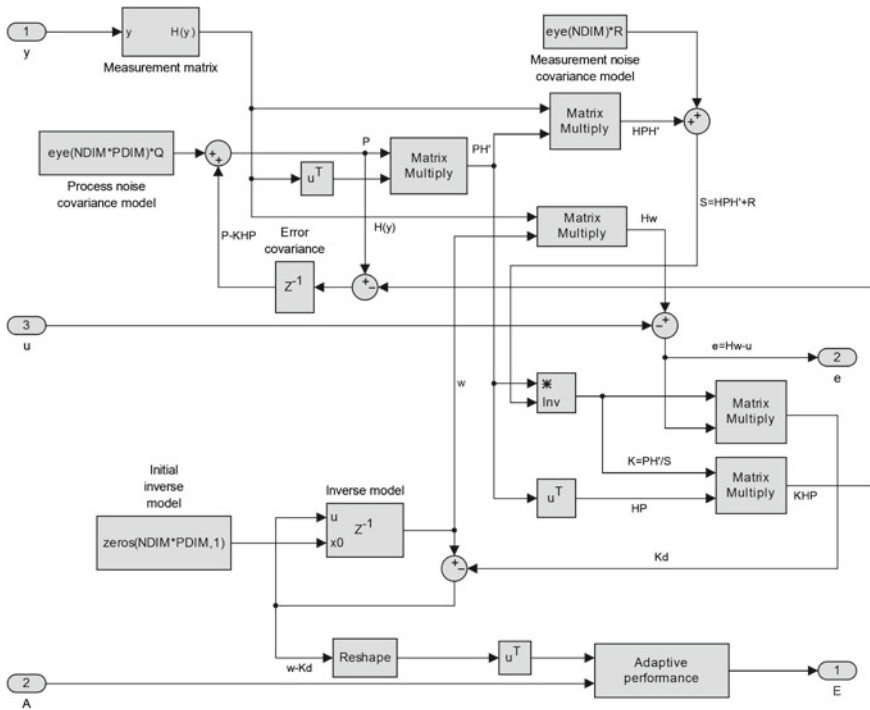 1
y
y
H(y)
Measurement matrix
eye(NDIM)*R
Measurement noise
covariance model
eye(NDIM*PDIM)*Q
Process noise
covariance model
+
+
P
u^T
Matrix
Multiply
PH'
Matrix
Multiply
HPH'
+
+
S=HPH'+R
H(y)
Matrix
Multiply
Hw
P-KHP
Error
covariance
Z^-1
+
−
3
u
−
+
e=Hw-u
2
e
w
*
Inv
Matrix
Multiply
K=PH'/S
u^T
HP
Matrix
Multiply
KHP
Initial
inverse
model
zeros(NDIM*PDIM,1)
Inverse model
u
x0
Z^-1
+
−
Kd
w-Kd
Reshape
u^T
Adaptive
performance
1
E
2
A